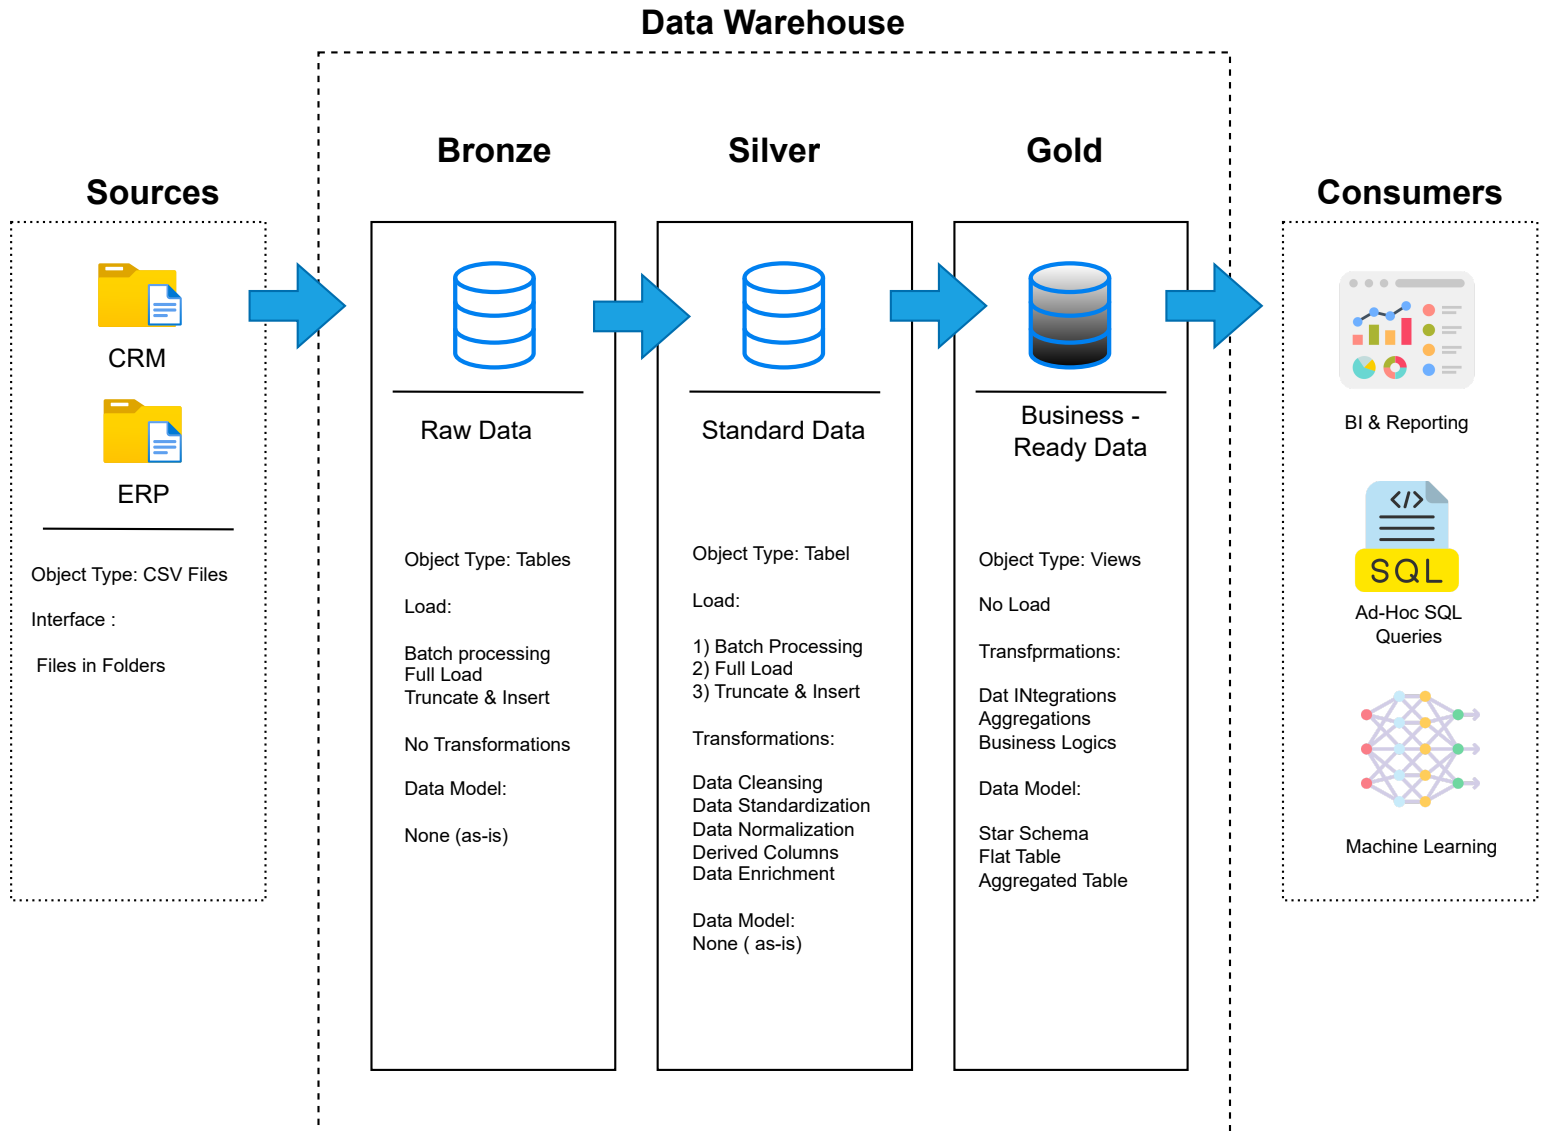 Data Warehouse
Sources
CRM
ERP
Object Type: CSV Files
Interface :
Files in Folders
Bronze
Raw Data
Object Type: Tables
Load:
Batch processing
Full Load
Truncate & Insert
No Transformations
Data Model:
None (as-is)
Silver
Standard Data
Object Type: Tabel
Load:
1) Batch Processing
2) Full Load
3) Truncate & Insert
Transformations:
Data Cleansing
Data Standardization
Data Normalization
Derived Columns
Data Enrichment
Data Model:
None ( as-is)
Gold
Business -
Ready Data
Object Type: Views
No Load
Transfprmations:
Dat INtegrations
Aggregations
Business Logics
Data Model:
Star Schema
Flat Table
Aggregated Table
Consumers
BI & Reporting
</>
SQL
Ad-Hoc SQL
Queries
Machine Learning